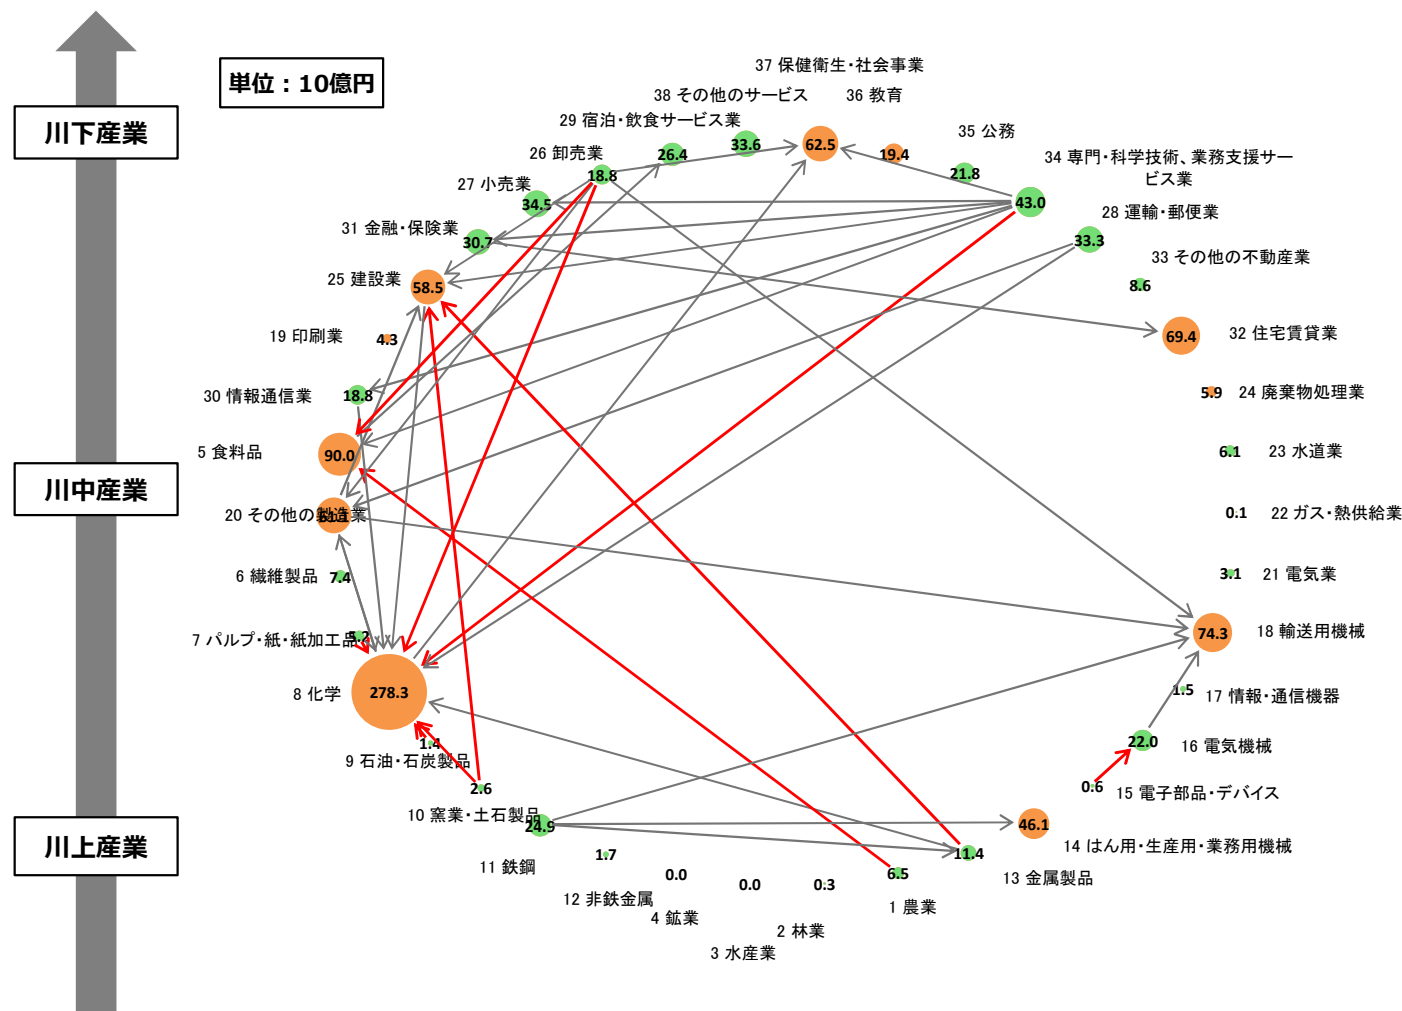 単位：10億円
川下産業
川中産業
川上産業
37 保健衛生・社会事業
62.5
38 その他のサービス
33.6
36 教育
19.4
29 宿泊・飲食サービス業
26.4
35 公務
21.8
26 卸売業
18.8
34 専門・科学技術、業務支援サー
ビス業
43.0
27 小売業
34.5
28 運輸・郵便業
33.3
31 金融・保険業
30.7
33 その他の不動産業
8.6
25 建設業
58.5
32 住宅賃貸業
69.4
19 印刷業
4.3
24 廃棄物処理業
5.9
30 情報通信業
18.8
23 水道業
6.1
5 食料品
90.0
22 ガス・熱供給業
0.1
20 その他の製造業
21 電気業
3.1
6 繊維製品
7.4
18 輸送用機械
74.3
7 パルプ・紙・紙加工品
5.2
17 情報・通信機器
1.5
8 化学
278.3
16 電気機械
22.0
9 石油・石炭製品
1.4
15 電子部品・デバイス
0.6
10 窯業・土石製品
2.6
14 はん用・生産用・業務用機械
46.1
11 鉄鋼
24.9
13 金属製品
11.4
12 非鉄金属
1.7
1 農業
6.5
4 鉱業
0.0
2 林業
0.3
3 水産業
0.0